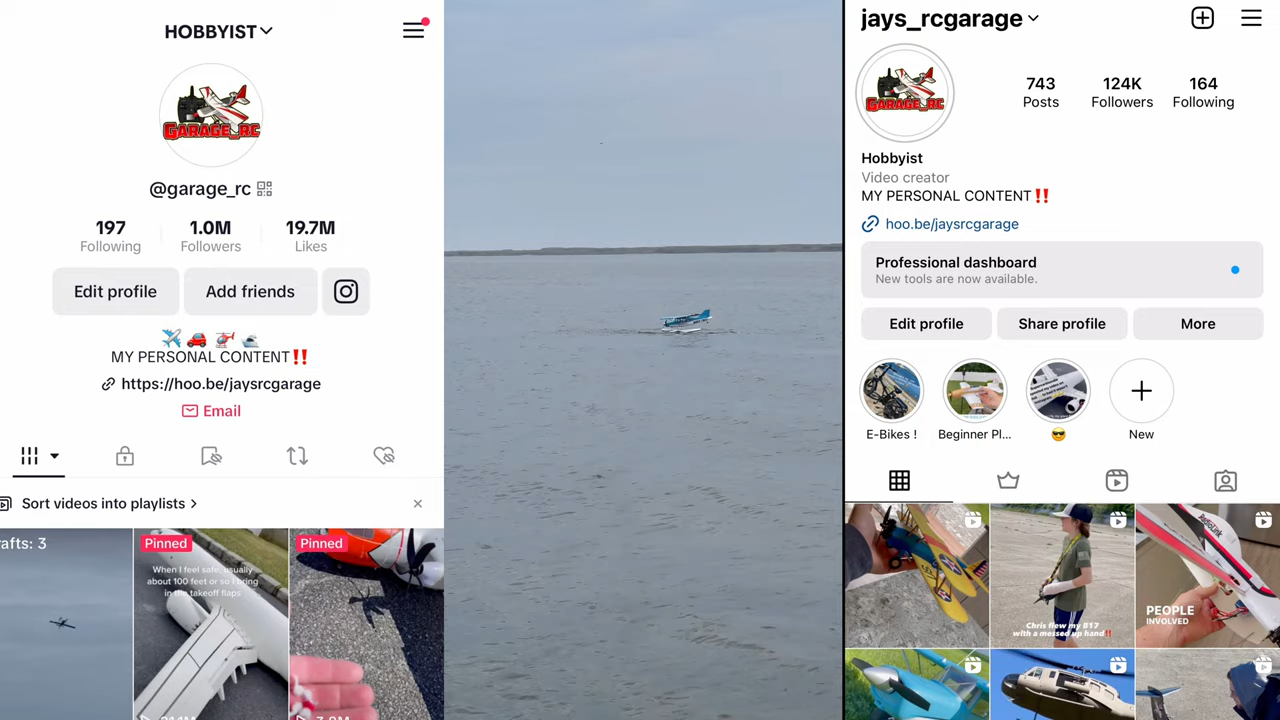 HOBBYIST
GARAGE_RC
@garage_rc
197 1.0M 19.7M
Following Followers Likes
Edit profile Add friends
MY PERSONAL CONTENT‼️
https://hoo.be/jaysrcgarage
Email
Sort videos into playlists
rafts: 3
Pinned
When I feel safe, usually
about 100 feet or so I bring
in the takeoff flaps
Pinned
jays_rcgarage
GARAGE_RC
743 124K 164
Posts Followers Following
Hobbyist
Video creator
MY PERSONAL CONTENT‼️
hoo.be/jaysrcgarage
Professional dashboard
New tools are now available.
Edit profile Share profile More
E-Bikes ! Beginner Pl... 😎 New
Chris flew my B17
with a messed up hand‼️
RadioLink
PEOPLE
INVOLVED